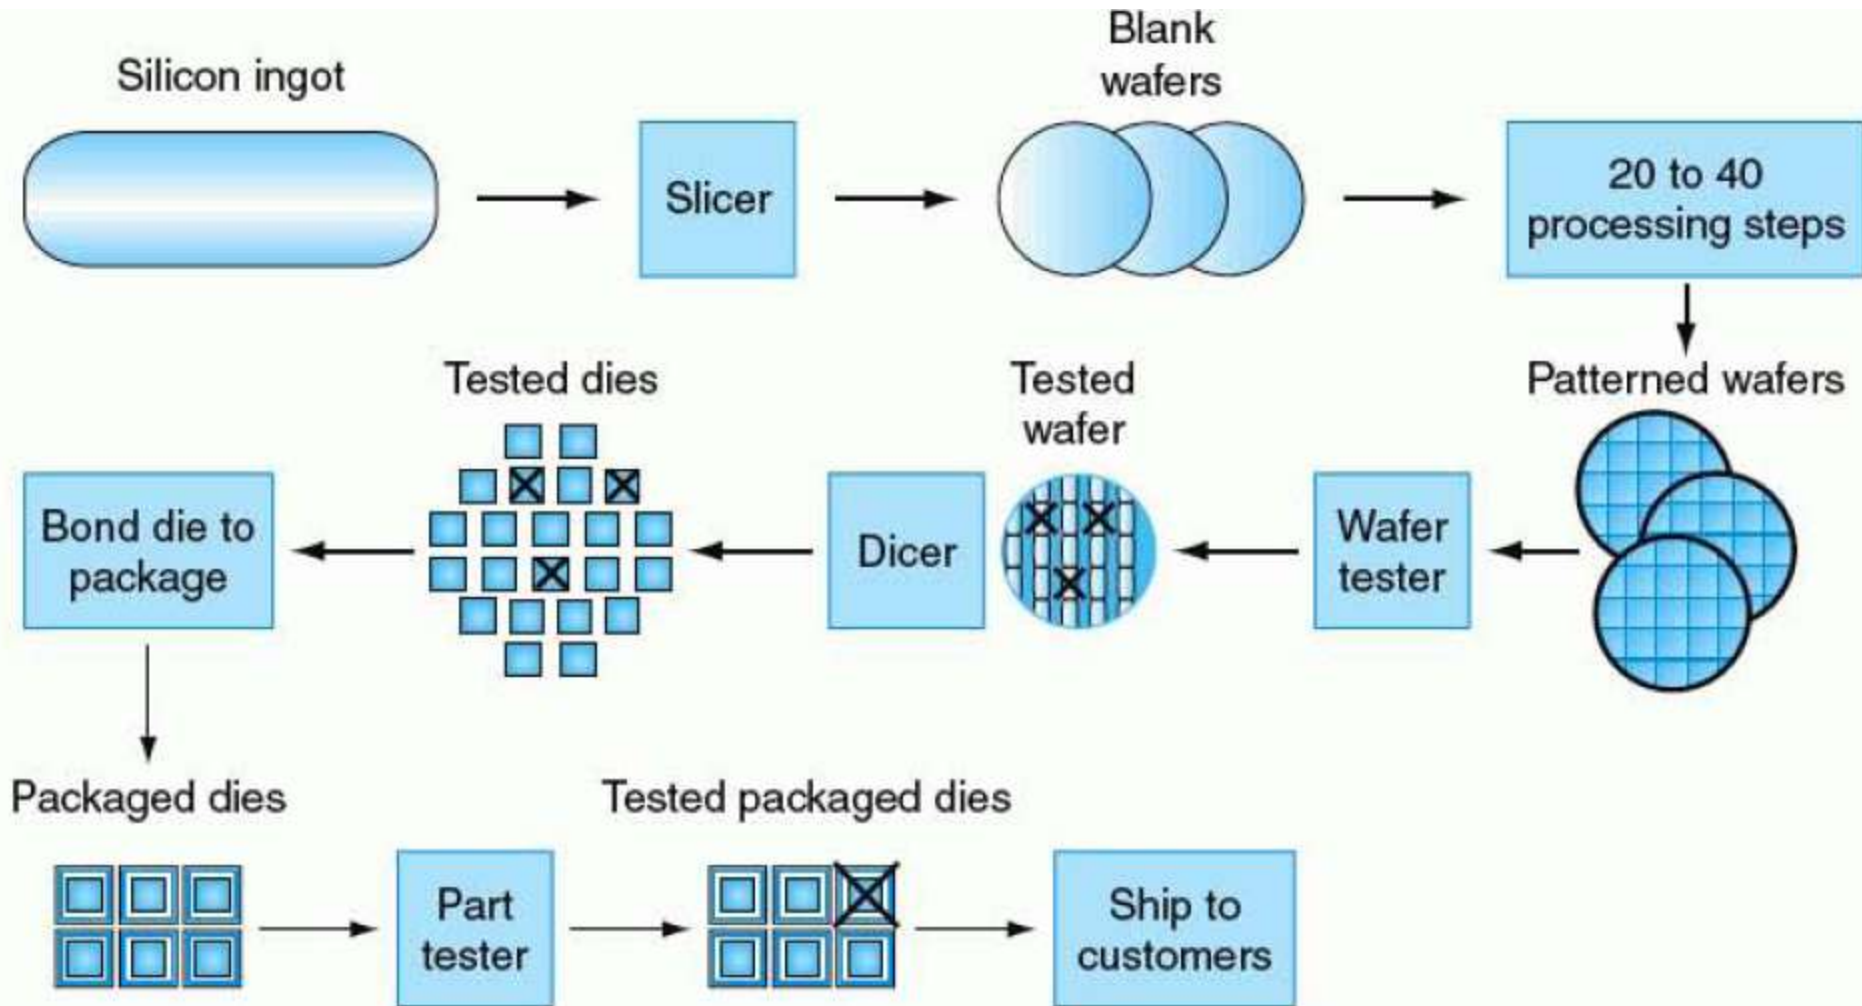 Silicon ingot
Slicer
Blank
wafers
20 to 40
processing steps
Patterned wafers
Wafer
tester
Tested
wafer
Dicer
Tested dies
Bond die to
package
Packaged dies
Part
tester
Tested packaged dies
Ship to
customers